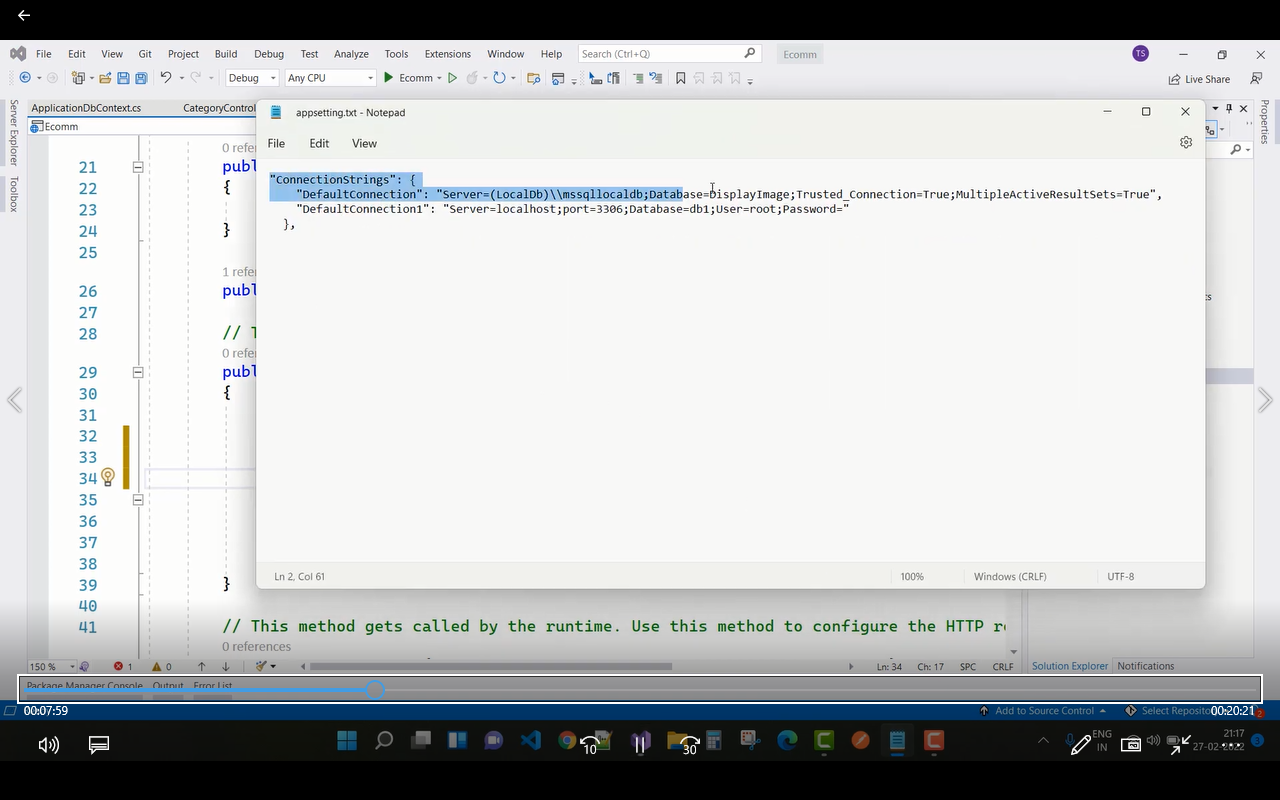 File Edit View Git Project Build Debug Test Analyze Tools Extensions Window Help Search (Ctrl+Q) Ecomm TS
Debug Any CPU Ecomm Live Share
ApplicationDbContext.cs CategoryControl
Ecomm
Server Explorer
Toolbox
Properties
appsetting.txt - Notepad
File Edit View
"ConnectionStrings": {
"DefaultConnection": "Server=(LocalDb)\\mssqllocaldb;Database=DisplayImage;Trusted_Connection=True;MultipleActiveResultSets=True",
"DefaultConnection1": "Server=localhost;port=3306;Database=db1;User=root;Password="
},
Ln 2, Col 61 100% Windows (CRLF) UTF-8
0 refe
21 publ
22 {
23
24 }
25
1 refe
26 publ
27
28 // T
0 refe
29 publ
30 {
31
32
33
34
35
36
37
38
39 }
40
41 // This method gets called by the runtime. Use this method to configure the HTTP re
0 references
150 % 1 0 Ln: 34 Ch: 17 SPC CRLF
Solution Explorer Notifications
Package Manager Console Output Error List
00:07:59 Add to Source Control 00:20:21
10 30
ENG
IN
21:17
27-02-2022
3